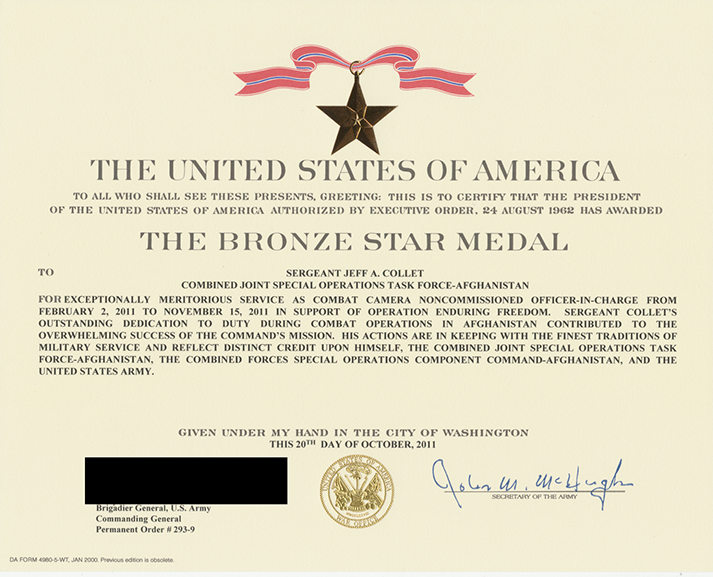 THE UNITED STATES OF AMERICA
TO ALL WHO SHALL SEE THESE PRESENTS, GREETING: THIS IS TO CERTIFY THAT THE PRESIDENT
OF THE UNITED STATES OF AMERICA AUTHORIZED BY EXECUTIVE ORDER, 24 AUGUST 1962 HAS AWARDED
THE BRONZE STAR MEDAL
TO SERGEANT JEFF A. COLLET
COMBINED JOINT SPECIAL OPERATIONS TASK FORCE-AFGHANISTAN
FOR EXCEPTIONALLY MERITORIOUS SERVICE AS COMBAT CAMERA NONCOMMISSIONED OFFICER-IN-CHARGE FROM
FEBRUARY 2, 2011 TO NOVEMBER 15, 2011 IN SUPPORT OF OPERATION ENDURING FREEDOM. SERGEANT COLLET'S
OUTSTANDING DEDICATION TO DUTY DURING COMBAT OPERATIONS IN AFGHANISTAN CONTRIBUTED TO THE
OVERWHELMING SUCCESS OF THE COMMAND'S MISSION. HIS ACTIONS ARE IN KEEPING WITH THE FINEST TRADITIONS OF
MILITARY SERVICE AND REFLECT DISTINCT CREDIT UPON HIMSELF, THE COMBINED JOINT SPECIAL OPERATIONS TASK
FORCE-AFGHANISTAN, THE COMBINED FORCES SPECIAL OPERATIONS COMPONENT COMMAND-AFGHANISTAN, AND THE
UNITED STATES ARMY.
GIVEN UNDER MY HAND IN THE CITY OF WASHINGTON
THIS 20TH DAY OF OCTOBER, 2011
Brigadier General, U.S. Army
Commanding General
Permanent Order # 293-9
UNITED STATES OF AMERICA
WAR OFFICE
John M. McHugh
SECRETARY OF THE ARMY
DA FORM 4980-5-WT, JAN 2000. Previous edition is obsolete.